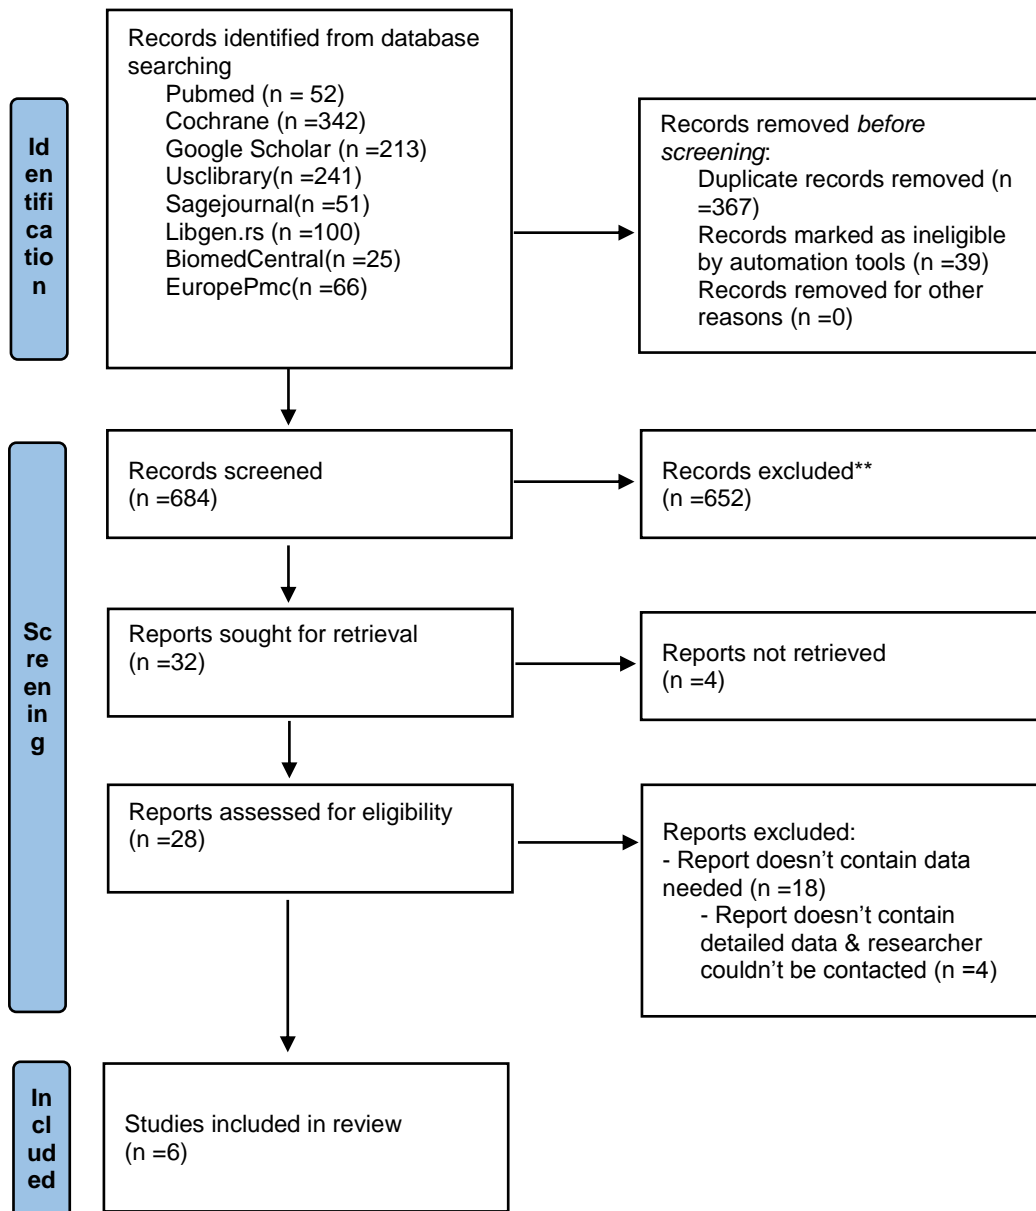 Records identified from database
searching
Pubmed (n = 52)
Cochrane (n =342)
Google Scholar (n =213)
Usclibrary(n =241)
Sagejournal(n =51)
Libgen.rs (n =100)
BiomedCentral(n =25)
EuropePmc(n =66)
Records removed before
screening:
Duplicate records removed (n
=367)
Records marked as ineligible
by automation tools (n =39)
Records removed for other
reasons (n =0)
Id
en
tifi
ca
tio
n
Records screened
(n =684)
Records excluded**
(n =652)
Reports sought for retrieval
(n =32)
Reports not retrieved
(n =4)
Sc
re
en
in
g
Reports assessed for eligibility
(n =28)
Reports excluded:
- Report doesn’t contain data
needed (n =18)
- Report doesn’t contain
detailed data & researcher
couldn’t be contacted (n =4)
In
cl
ud
ed
Studies included in review
(n =6)